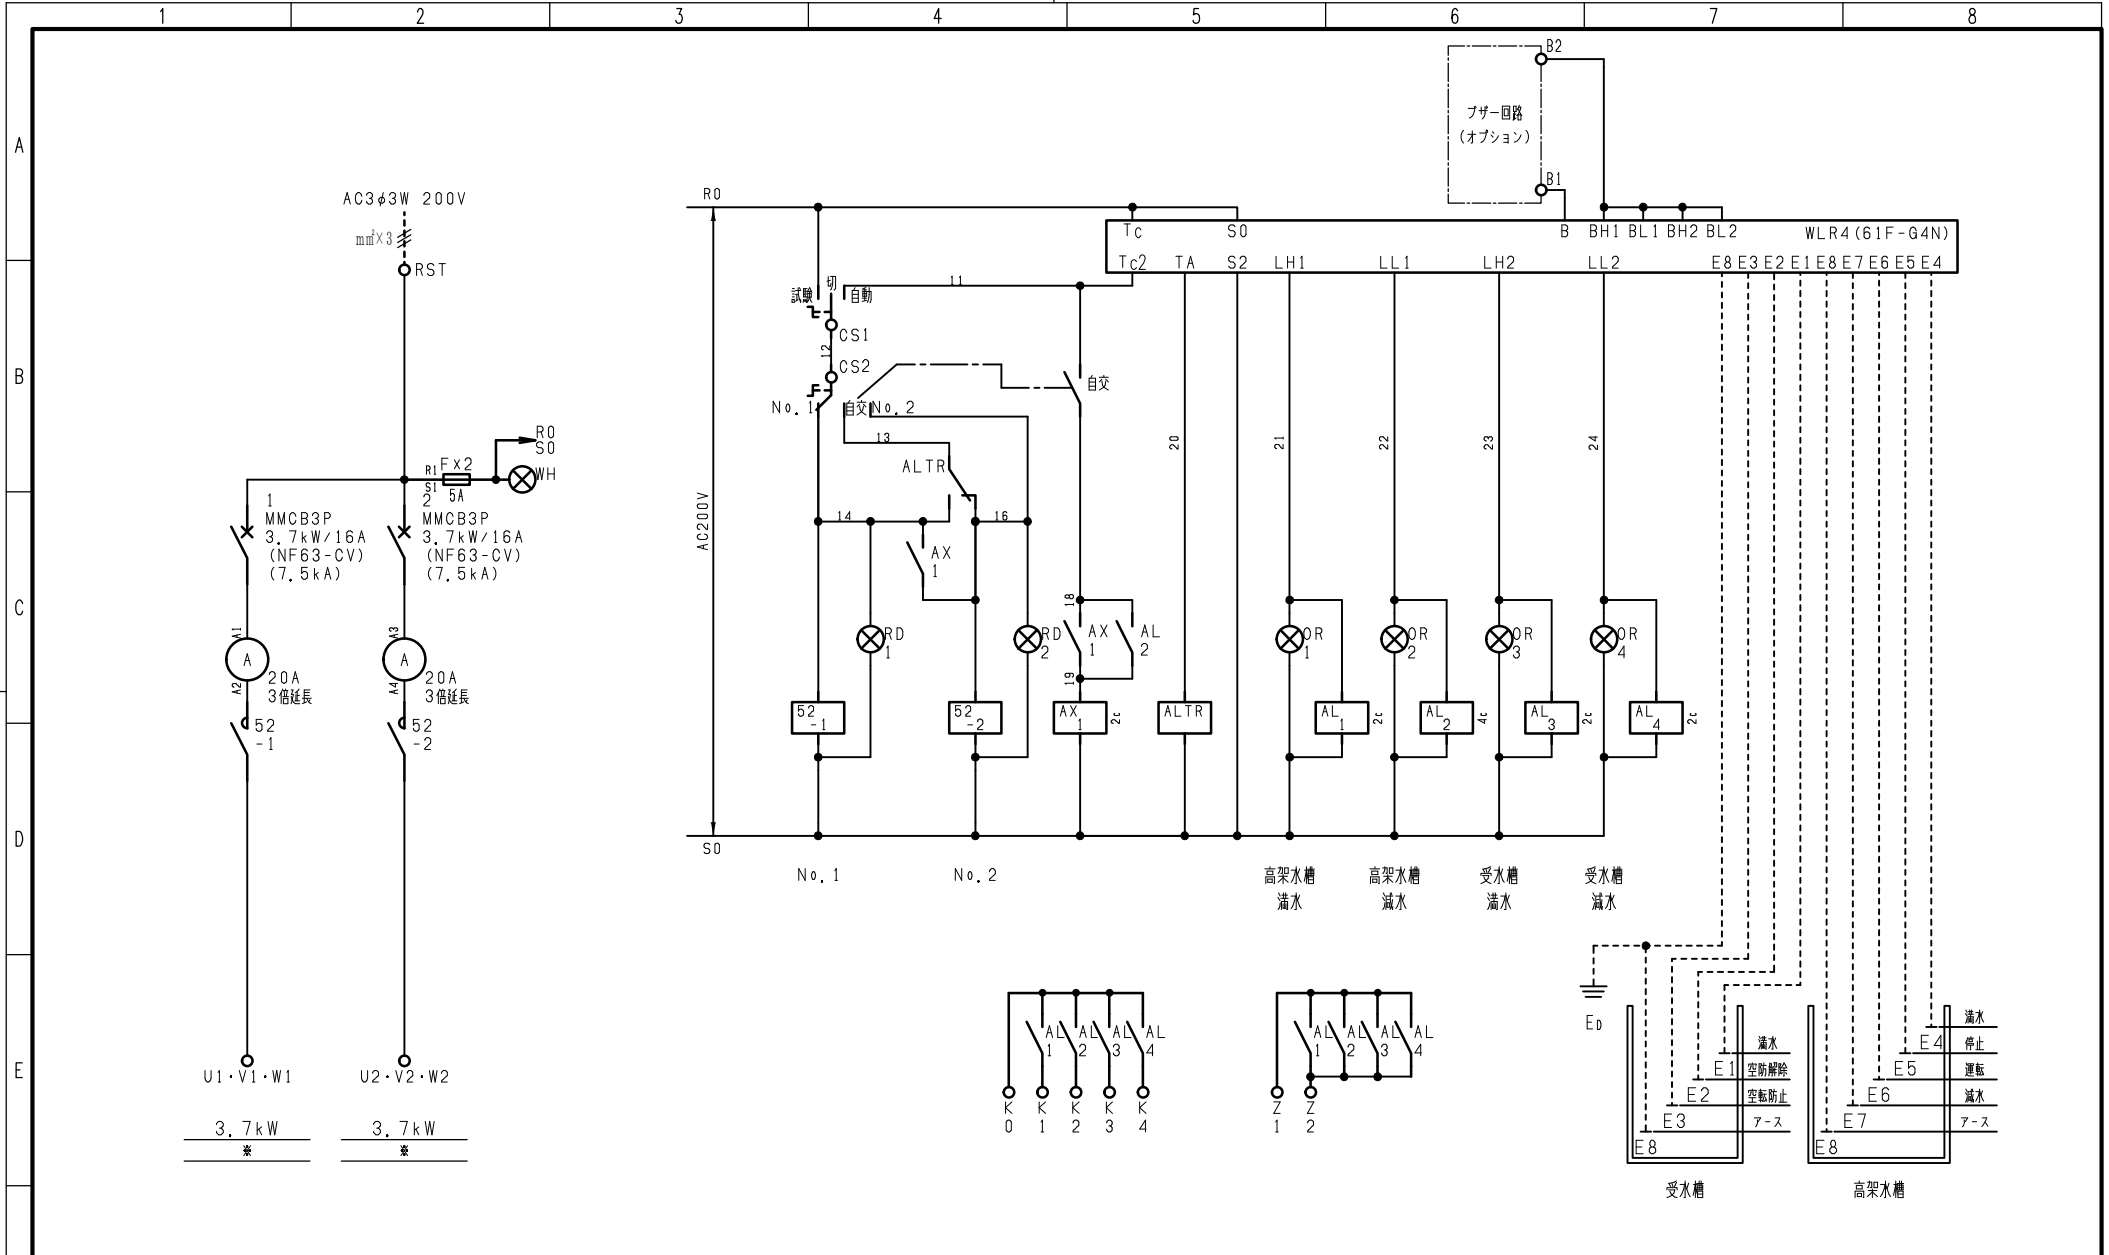 1 2 3 4 5 6 7 8
A
B
C
D
E
AC3φ3W 200V
mm²×3
RST
R0
S0
R1
S1
F×2
5A
WH
1
MMCB3P
3.7kW/16A
(NF63-CV)
(7.5kA)
2
MMCB3P
3.7kW/16A
(NF63-CV)
(7.5kA)
A1
A
A2
20A
3倍延長
A3
A
A4
20A
3倍延長
52
-1
52
-2
U1・V1・W1
U2・V2・W2
3.7kW
※
3.7kW
※
R0
AC200V
S0
試験
切
自動
11
CS1
12
CS2
No.1
自交
No.2
自交
13
ALTR
14
16
AX
1
RD
1
RD
2
18
AX
1
AL
2
19
52
-1
52
-2
AX
1
2c
ALTR
20
21
22
23
24
OR
1
OR
2
OR
3
OR
4
AL
1
2c
AL
2
4c
AL
3
2c
AL
4
2c
No.1
No.2
高架水槽
満水
高架水槽
減水
受水槽
満水
受水槽
減水
B2
ブザー回路
(オプション)
B1
Tc S0 B BH1 BL1 BH2 BL2 WLR4(61F-G4N)
Tc2 TA S2 LH1 LL1 LH2 LL2 E8 E3 E2 E1 E8 E7 E6 E5 E4
AL
1
AL
2
AL
3
AL
4
K
0
K
1
K
2
K
3
K
4
AL
1
AL
2
AL
3
AL
4
Z
1
Z
2
ED
満水
E1 空防解除
E2 空転防止
E3 アース
E8
受水槽
満水
E4 停止
E5 運転
E6 減水
E7 アース
E8
高架水槽